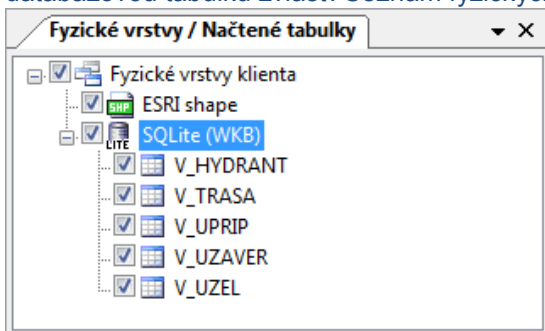 Fyzické vrstvy / Načtené tabulky
Fyzické vrstvy klienta
SHP ESRI shape
LITE SQLite (WKB)
V_HYDRANT
V_TRASA
V_UPRIP
V_UZAVER
V_UZEL